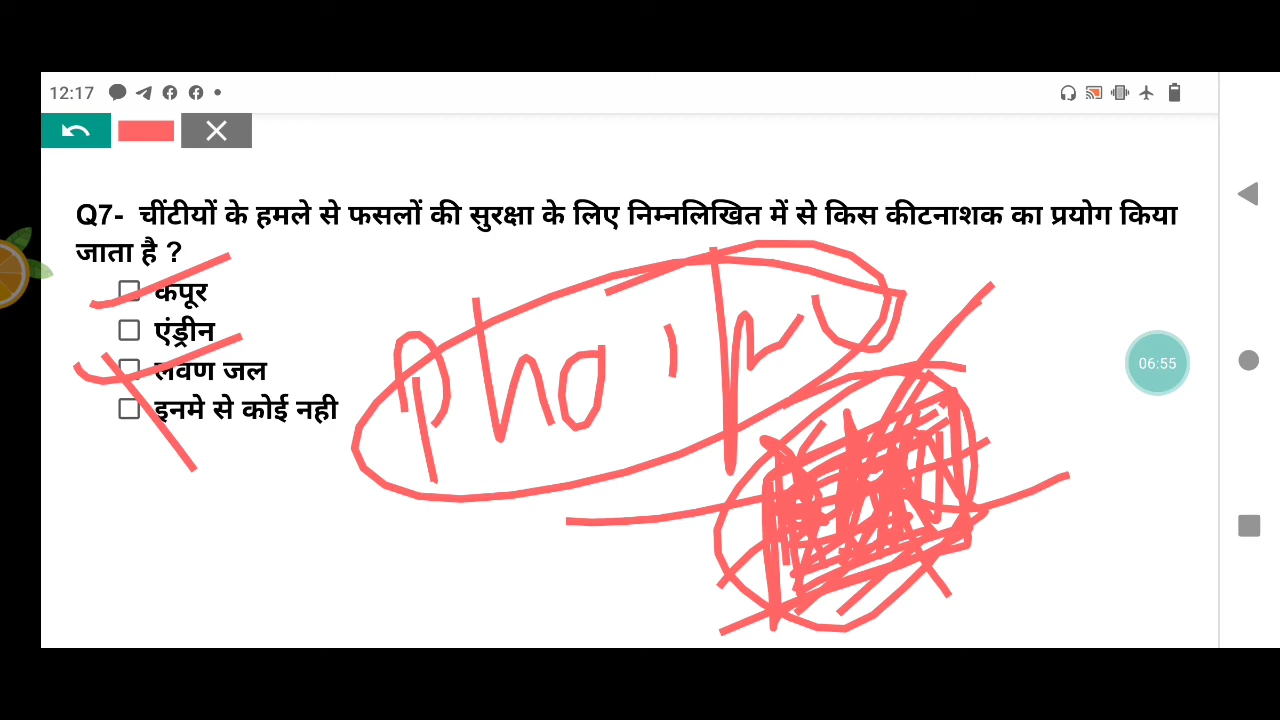 12:17
Q7- चींटीयों के हमले से फसलों की सुरक्षा के लिए निम्नलिखित में से किस कीटनाशक का प्रयोग किया
जाता है ?
कपूर
एंड्रीन
लवण जल
इनमे से कोई नही
06:55